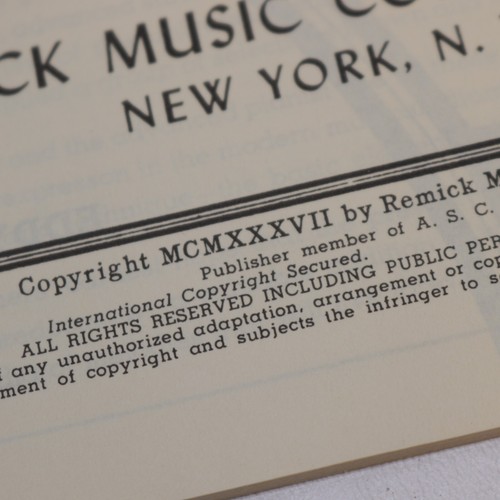 CK MUSIC CO
NEW YORK, N.
Copyright MCMXXXVII by Remick M
Publisher member of A. S. C.
International Copyright Secured.
ALL RIGHTS RESERVED INCLUDING PUBLIC PER
f any unauthorized adaptation, arrangement or cop
ment of copyright and subjects the infringer to s